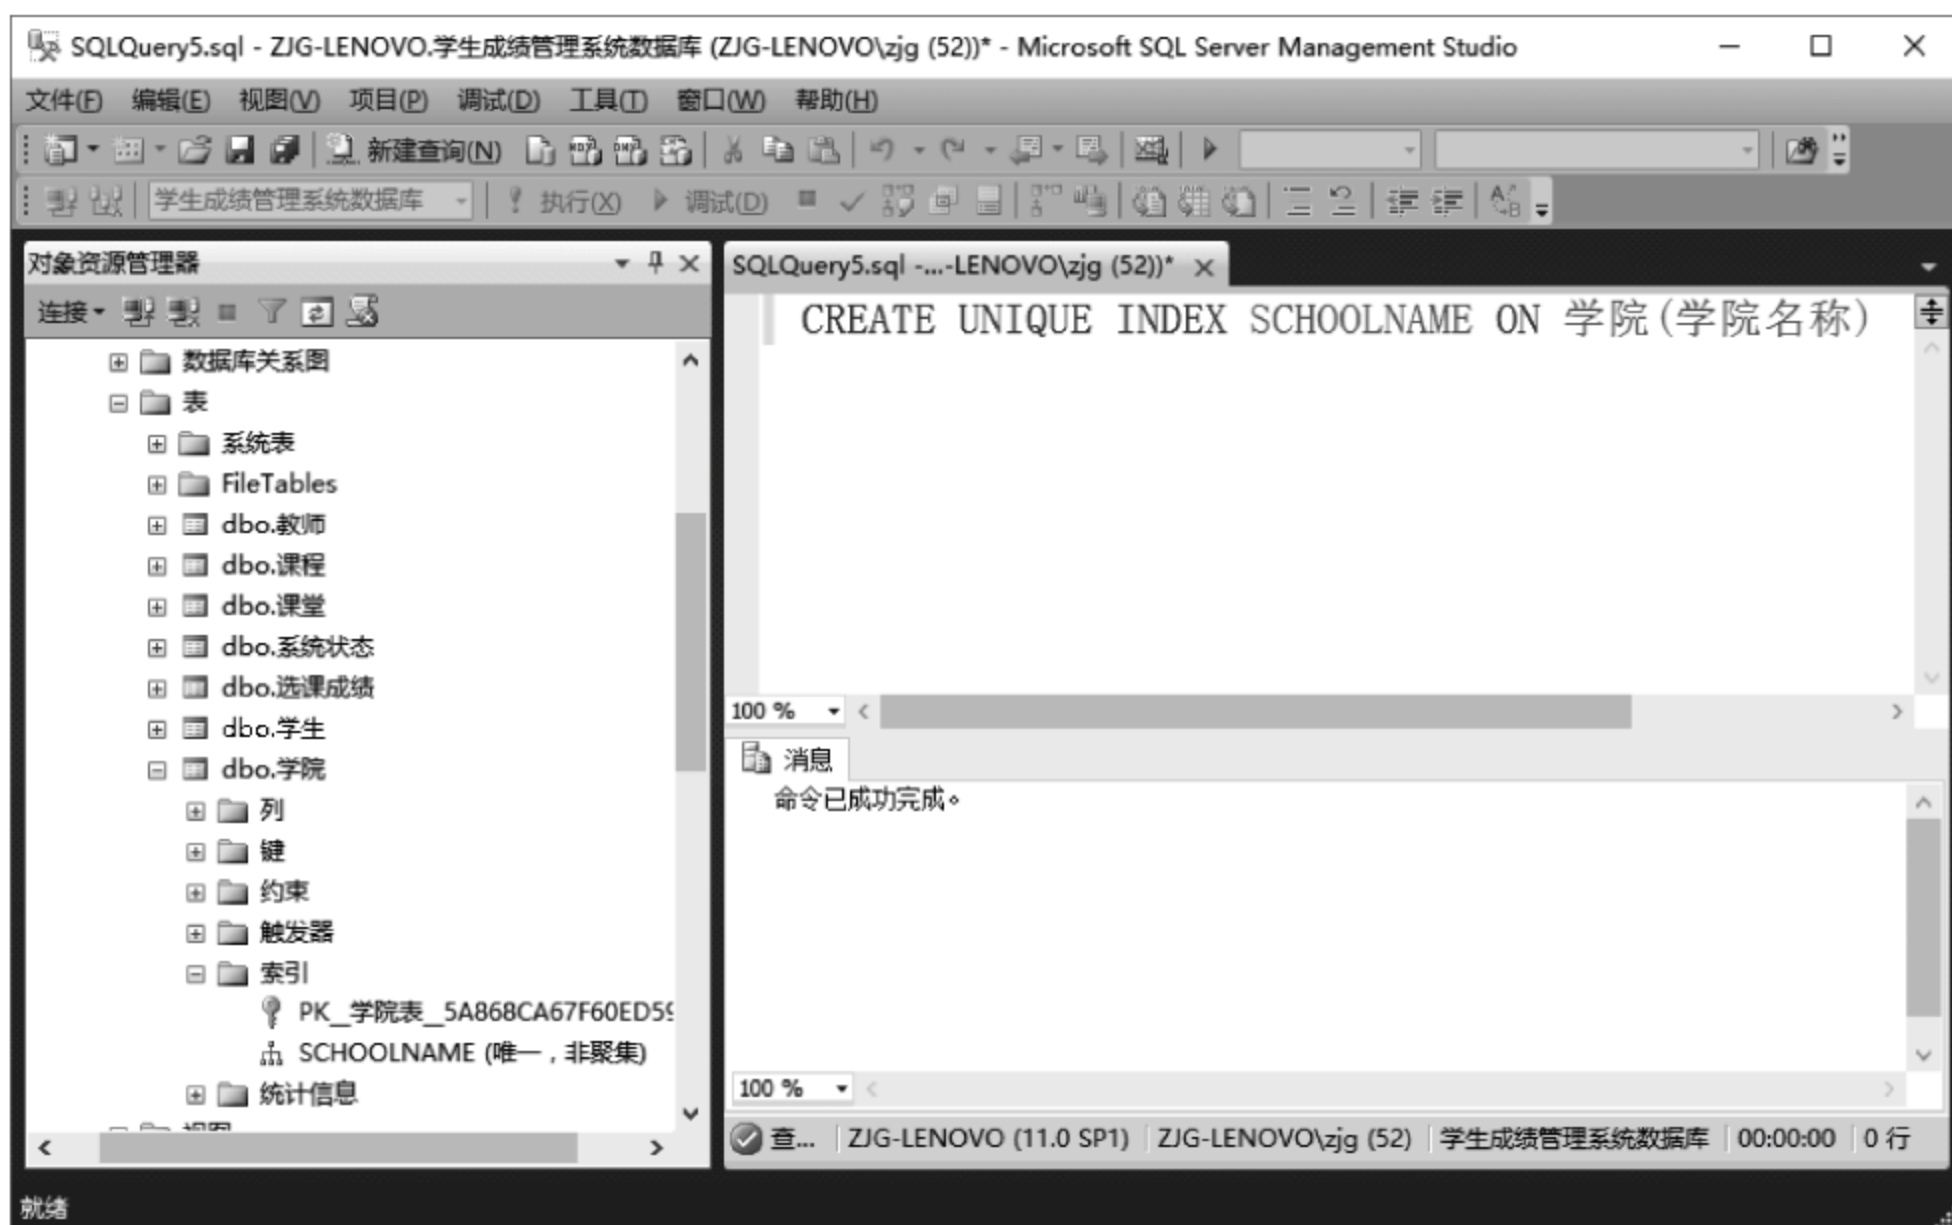 SQLQuery5.sql - ZJG-LENOVO.学生成绩管理系统数据库 (ZJG-LENOVO\zjg (52))* - Microsoft SQL Server Management Studio
文件(F) 编辑(E) 视图(V) 项目(P) 调试(D) 工具(T) 窗口(W) 帮助(H)
新建查询(N)
学生成绩管理系统数据库 执行(X) 调试(D)
对象资源管理器
连接
数据库关系图
表
系统表
FileTables
dbo.教师
dbo.课程
dbo.课堂
dbo.系统状态
dbo.选课成绩
dbo.学生
dbo.学院
列
键
约束
触发器
索引
PK__学院表__5A868CA67F60ED59
SCHOOLNAME (唯一，非聚集)
统计信息
视图
SQLQuery5.sql -...-LENOVO\zjg (52))*
CREATE UNIQUE INDEX SCHOOLNAME ON 学院(学院名称)
100 %
消息
命令已成功完成。
100 %
查... ZJG-LENOVO (11.0 SP1) ZJG-LENOVO\zjg (52) 学生成绩管理系统数据库 00:00:00 0 行
就绪